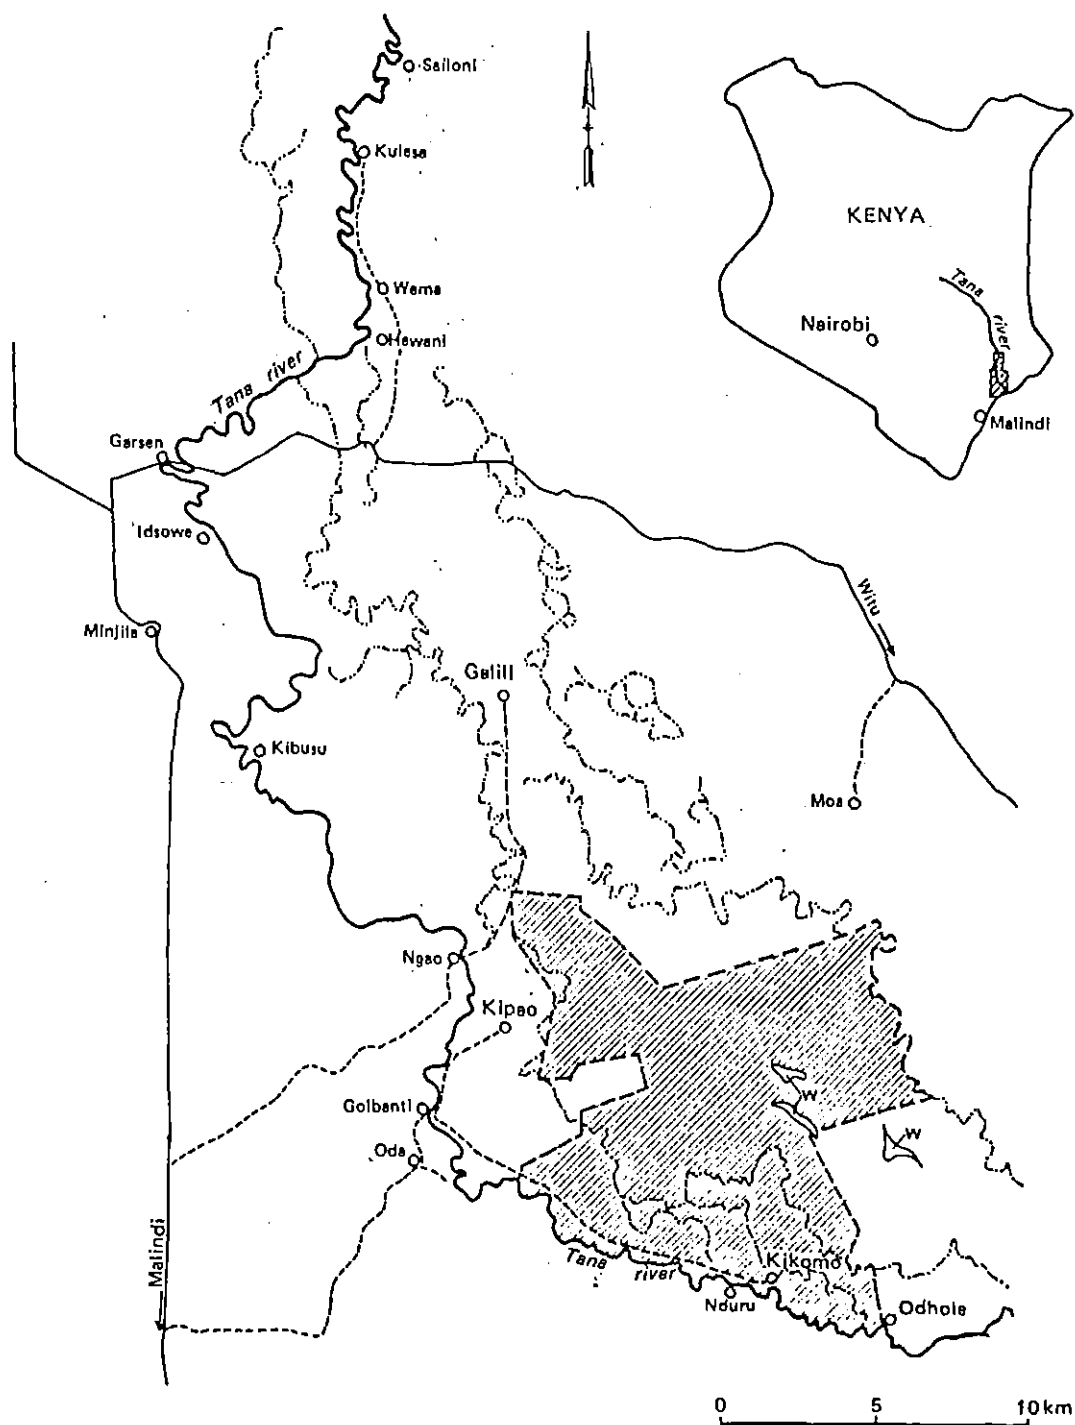 Sailoni
Kulesa
KENYA
Tana
river
Wema
Nairobi
Hewani
Tana river
Malindi
Garsen
Idsowe
Witu
Minjila
Galili
Kibusu
Moa
Ngao
Kipao
W
Golbanti
W
Oda
Malindi
Tana
river
Kikomo
Nduru
Odhole
0 5 10 km